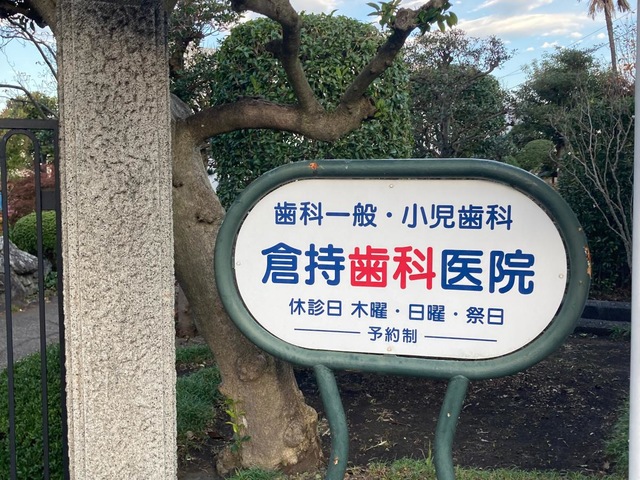 歯科一般・小児歯科
倉持歯科医院
休診日 木曜・日曜・祭日
予約制